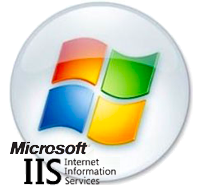 Microsoft
IIS Internet
Information
Services